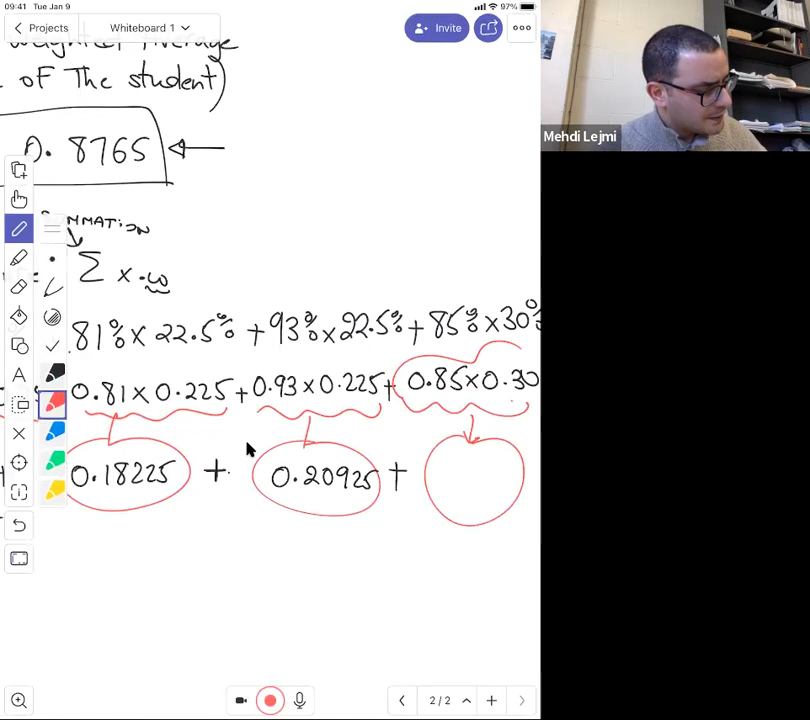 09:41 Tue Jan 9 97%
Projects Whiteboard 1 Invite
Weighted Average
of The student)
0.8765
Mehdi Lejmi
Σ x.ω
81% x 22.5% + 93% x 22.5% + 85% x 30%
0.81 x 0.225 + 0.93 x 0.225 + 0.85 x 0.30
A
0.18225 + 0.20925 +
2/2